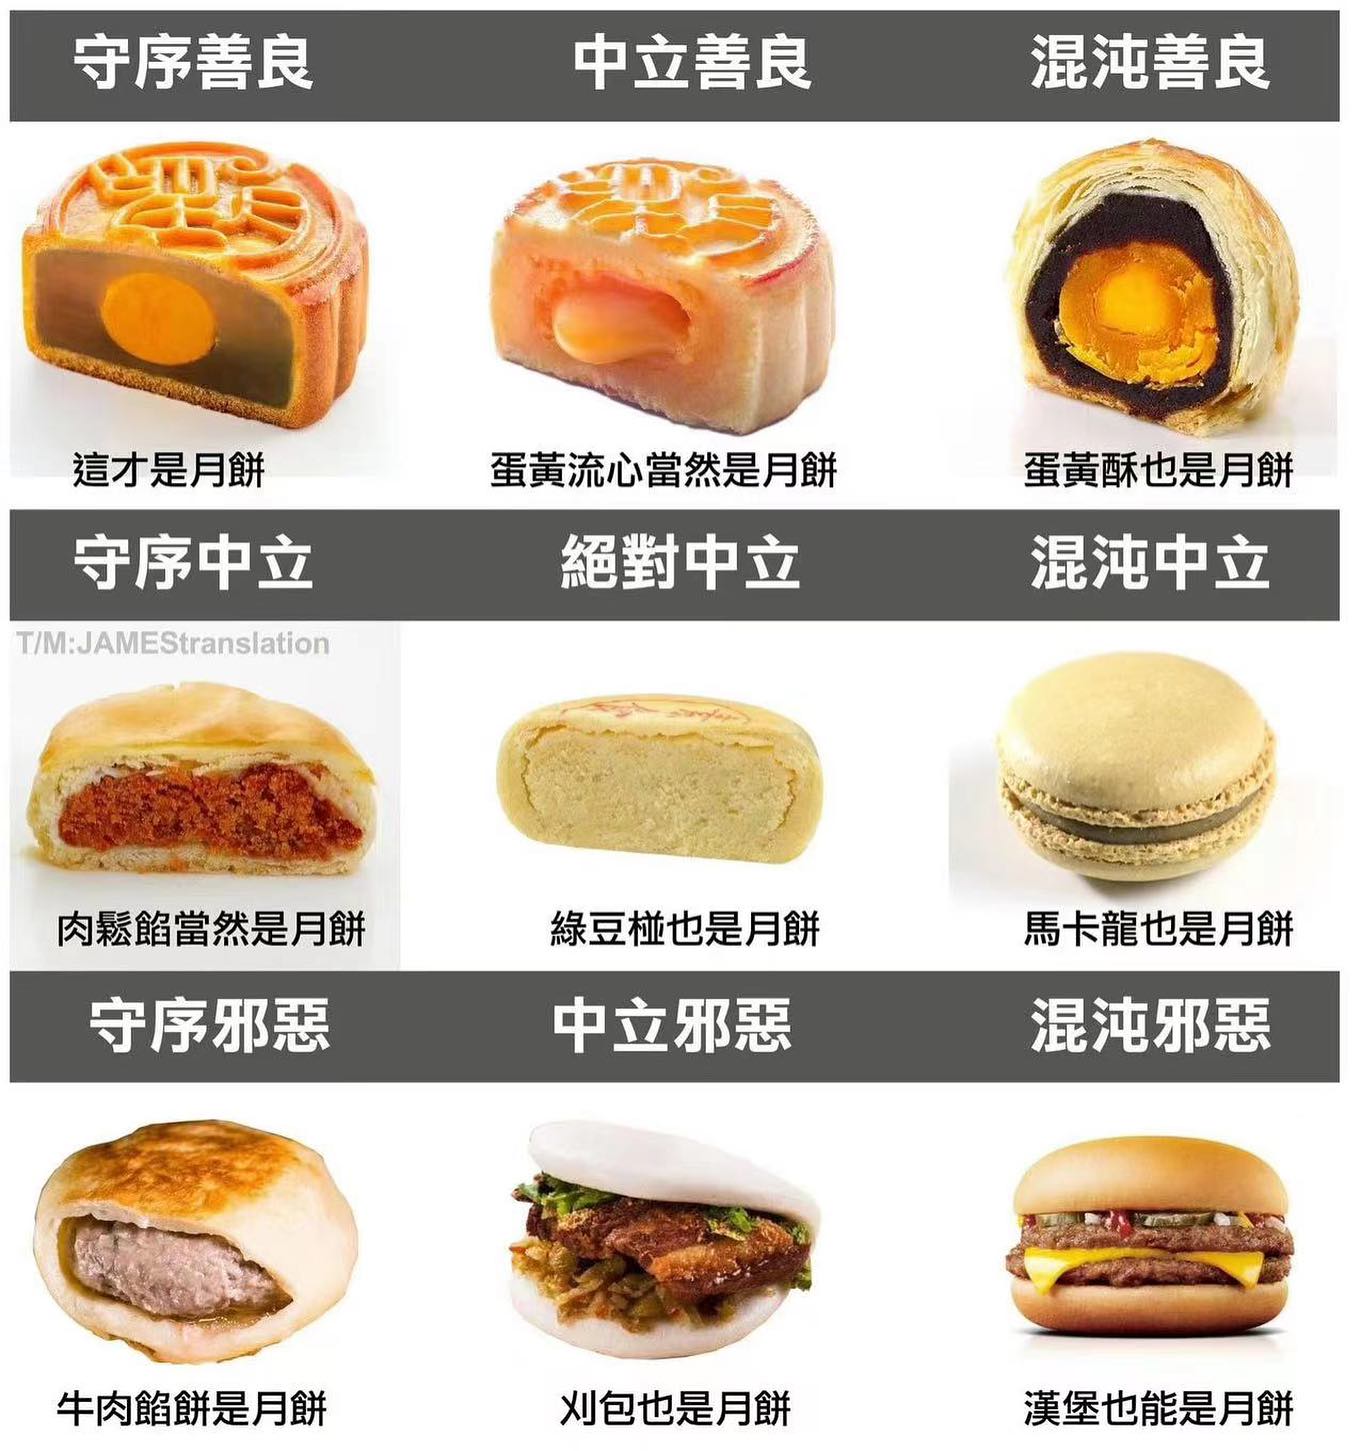 守序善良
中立善良
混沌善良
這才是月餅
蛋黃流心當然是月餅
蛋黃酥也是月餅
守序中立
絕對中立
混沌中立
T/M:JAMEStranslation
肉鬆餡當然是月餅
綠豆椪也是月餅
馬卡龍也是月餅
守序邪惡
中立邪惡
混沌邪惡
牛肉餡餅是月餅
刈包也是月餅
漢堡也能是月餅